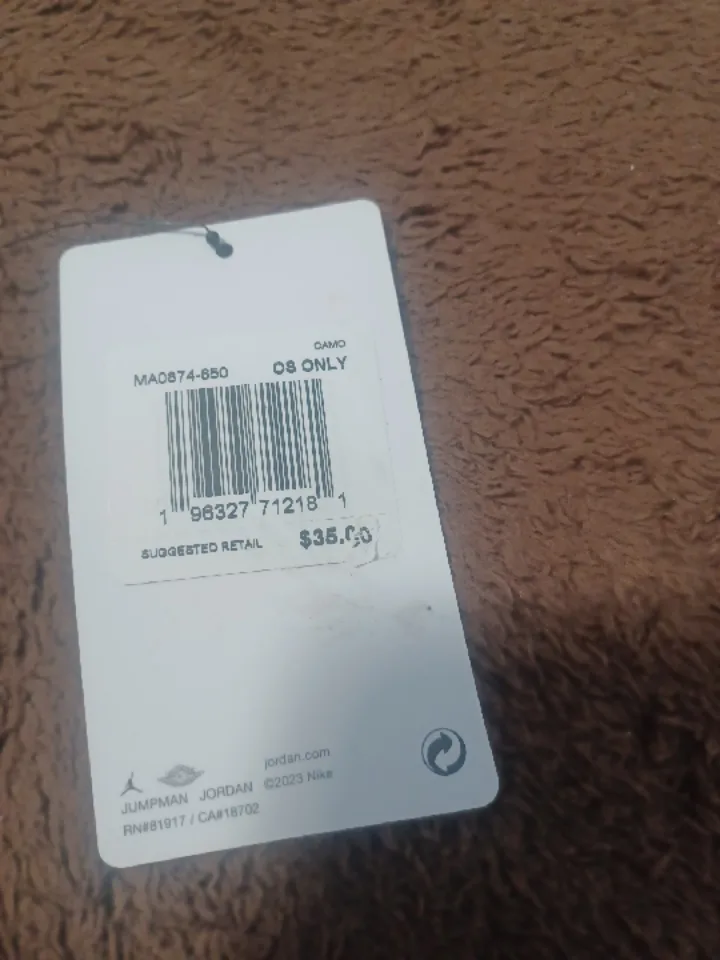 CAMO
MA0874-650 OS ONLY
1 96327 71218 1
SUGGESTED RETAIL $35.00
jordan.com
JUMPMAN JORDAN ©2023 Nike
RN#81917 / CA#18702